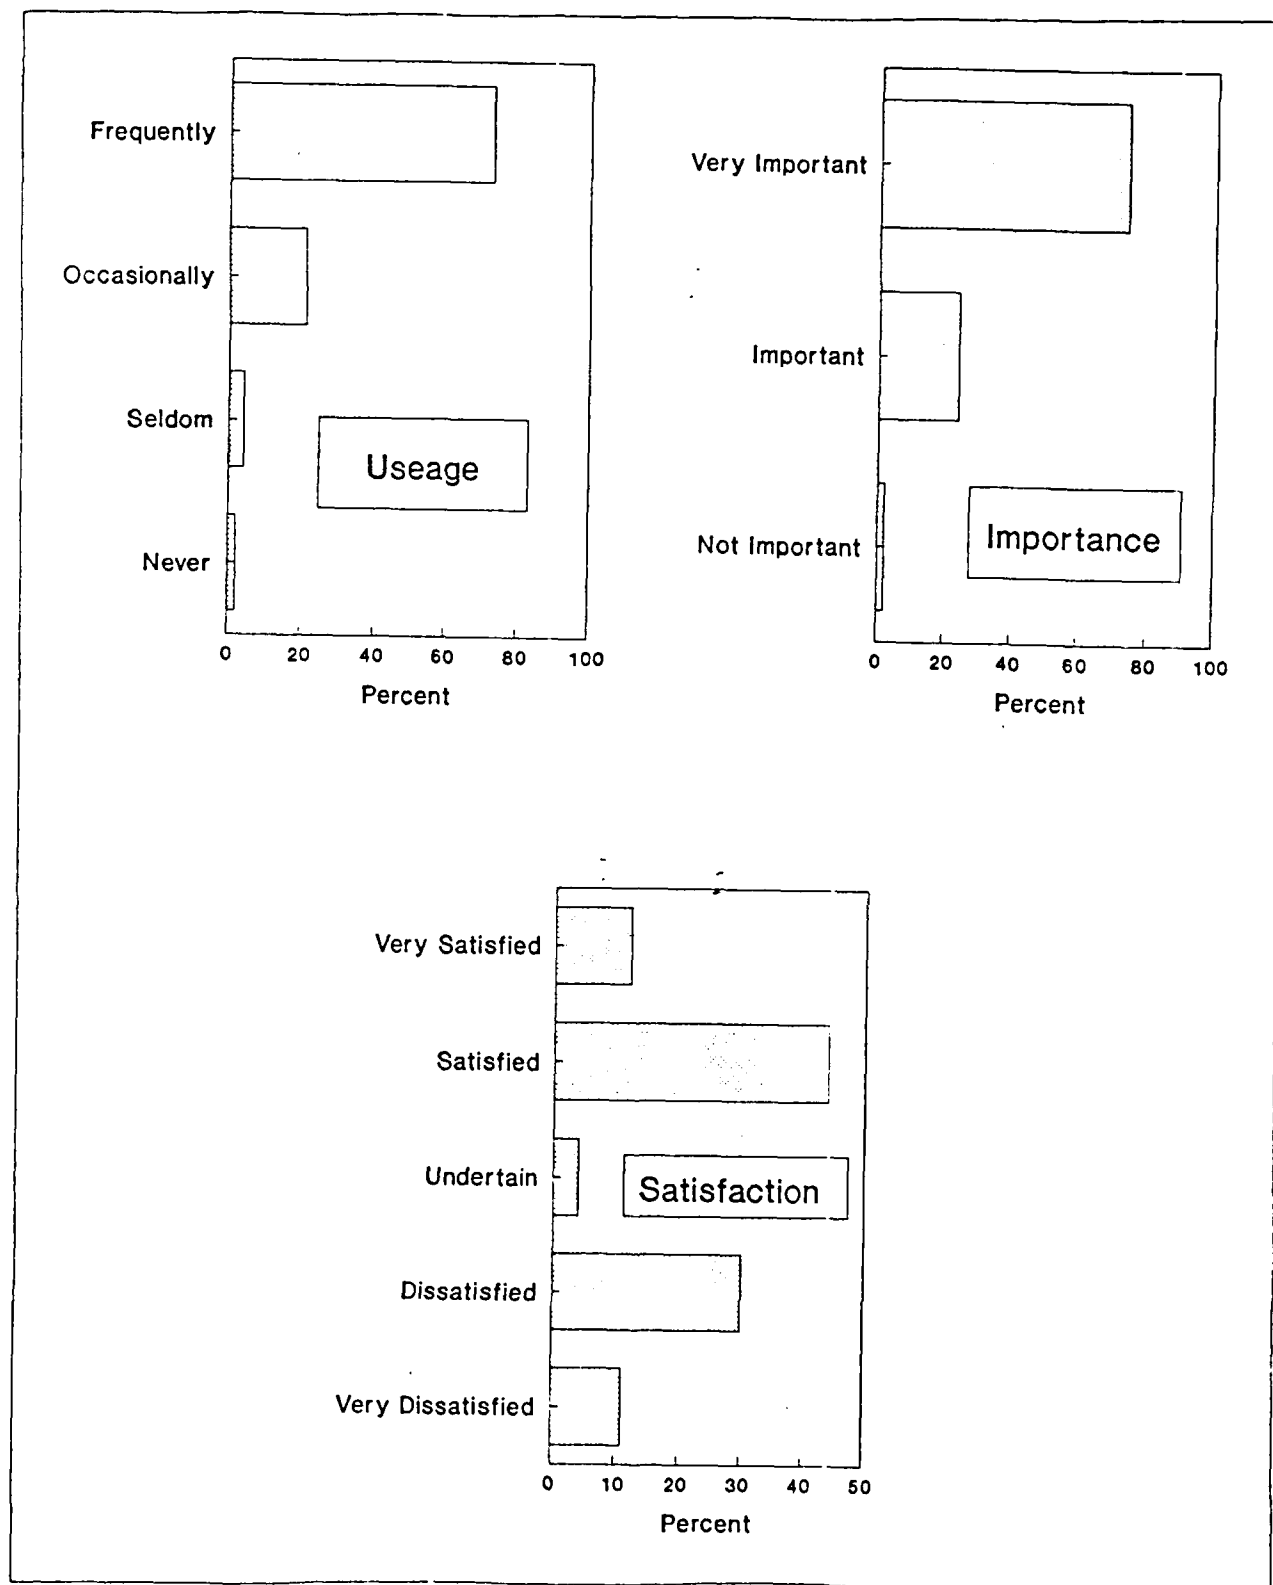 Frequently
Occasionally
Seldom
Never
Useage
0 20 40 60 80 100
Percent
Very Important
Important
Not Important
Importance
0 20 40 60 80 100
Percent
Very Satisfied
Satisfied
Undertain
Dissatisfied
Very Dissatisfied
Satisfaction
0 10 20 30 40 50
Percent